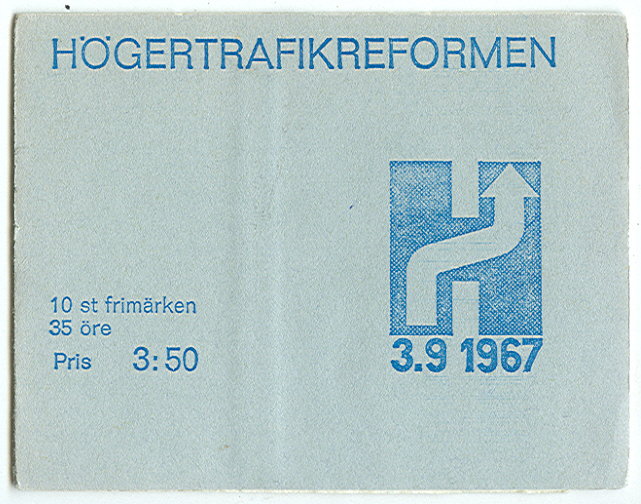 HÖGERTRAFIKREFORMEN
10 st frimärken
35 öre
Pris 3:50
H
3.9 1967